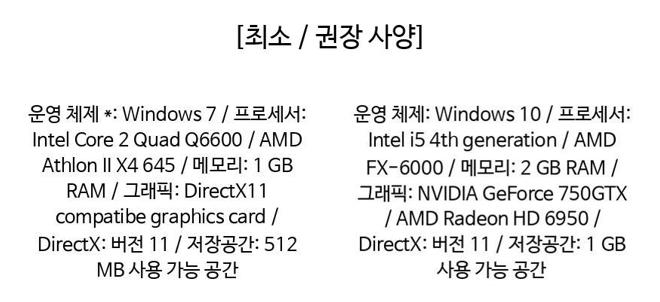 [최소 / 권장 사양]
운영 체제 *: Windows 7 / 프로세서:
Intel Core 2 Quad Q6600 / AMD
Athlon II X4 645 / 메모리: 1 GB
RAM / 그래픽: DirectX11
compatibe graphics card /
DirectX: 버전 11 / 저장공간: 512
MB 사용 가능 공간
운영 체제: Windows 10 / 프로세서:
Intel i5 4th generation / AMD
FX-6000 / 메모리: 2 GB RAM /
그래픽: NVIDIA GeForce 750GTX
/ AMD Radeon HD 6950 /
DirectX: 버전 11 / 저장공간: 1 GB
사용 가능 공간